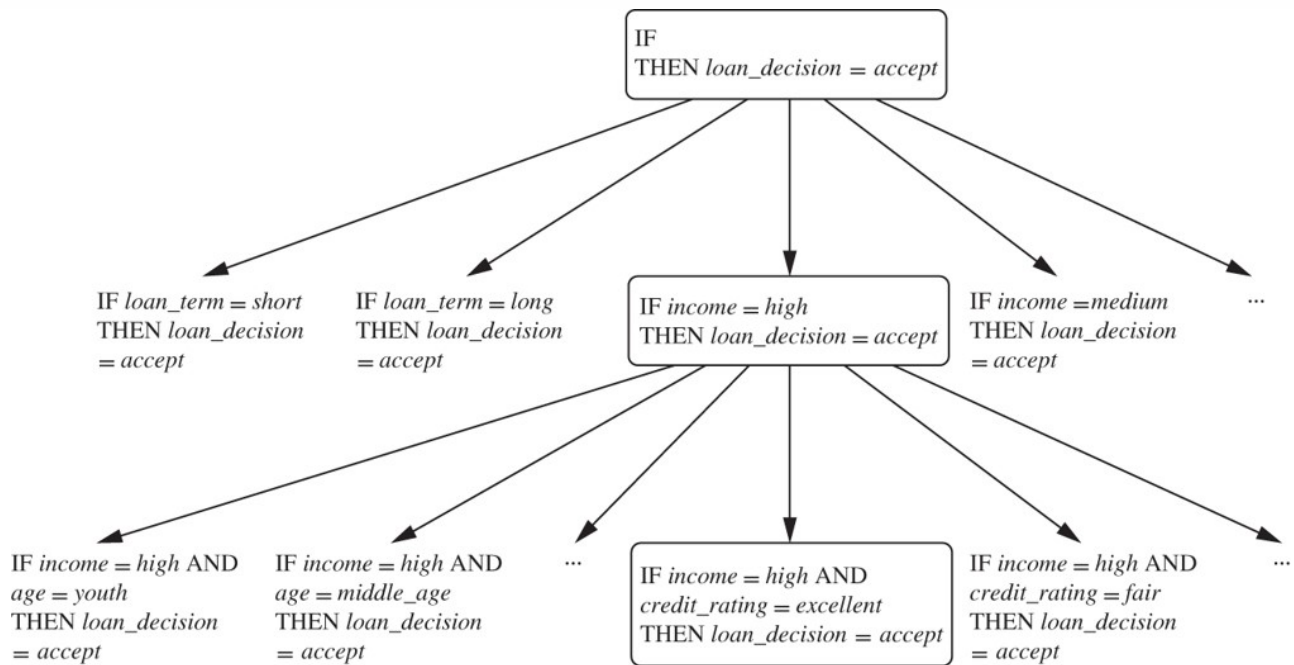 IF
THEN loan_decision = accept
IF loan_term = short
THEN loan_decision
= accept
IF loan_term = long
THEN loan_decision
= accept
IF income = high
THEN loan_decision = accept
IF income =medium
THEN loan_decision
= accept
...
IF income = high AND
age = youth
THEN loan_decision
= accept
IF income = high AND
age = middle_age
THEN loan_decision
= accept
...
IF income = high AND
credit_rating = excellent
THEN loan_decision = accept
IF income = high AND
credit_rating = fair
THEN loan_decision
= accept
...